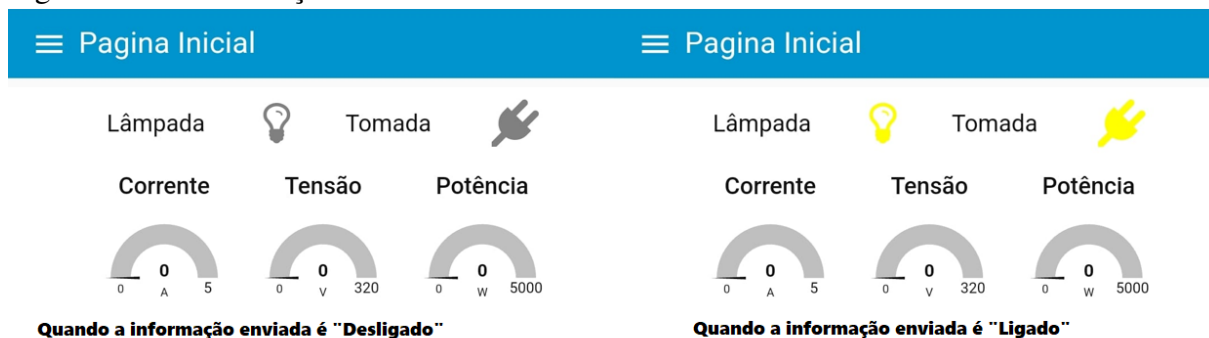 ≡ Pagina Inicial
Lâmpada Tomada
Corrente Tensão Potência
0 0 0
0 A 5 0 V 320 0 W 5000
Quando a informação enviada é "Desligado"
≡ Pagina Inicial
Lâmpada Tomada
Corrente Tensão Potência
0 0 0
0 A 5 0 V 320 0 W 5000
Quando a informação enviada é "Ligado"